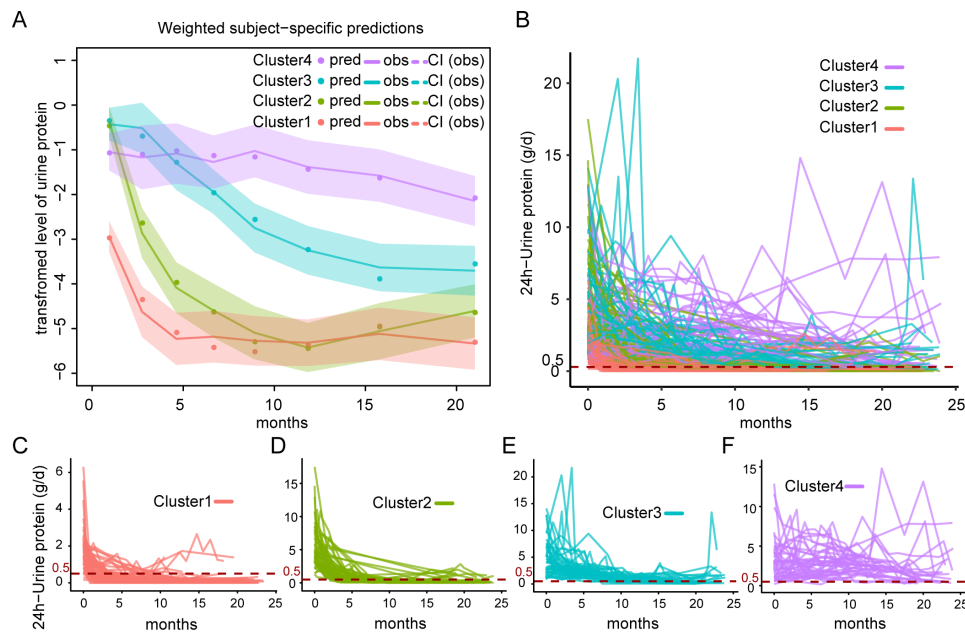 A
Weighted subject-specific predictions
Cluster4 pred obs CI (obs)
Cluster3 pred obs CI (obs)
Cluster2 pred obs CI (obs)
Cluster1 pred obs CI (obs)
transfromed level of urine protein
1
0
-1
-2
-3
-4
-5
-6
0 5 10 15 20
months
B
Cluster4
Cluster3
Cluster2
Cluster1
24h-Urine protein (g/d)
20
15
10
5
0.5
0
0 5 10 15 20 25
months
C
Cluster1
24h-Urine protein (g/d)
6
4
2
0.5
0
0 5 10 15 20 25
months
D
Cluster2
15
10
5
0.5
0
0 5 10 15 20 25
months
E
Cluster3
20
15
10
5
0.5
0
0 5 10 15 20 25
months
F
Cluster4
15
10
5
0.5
0
0 5 10 15 20 25
months